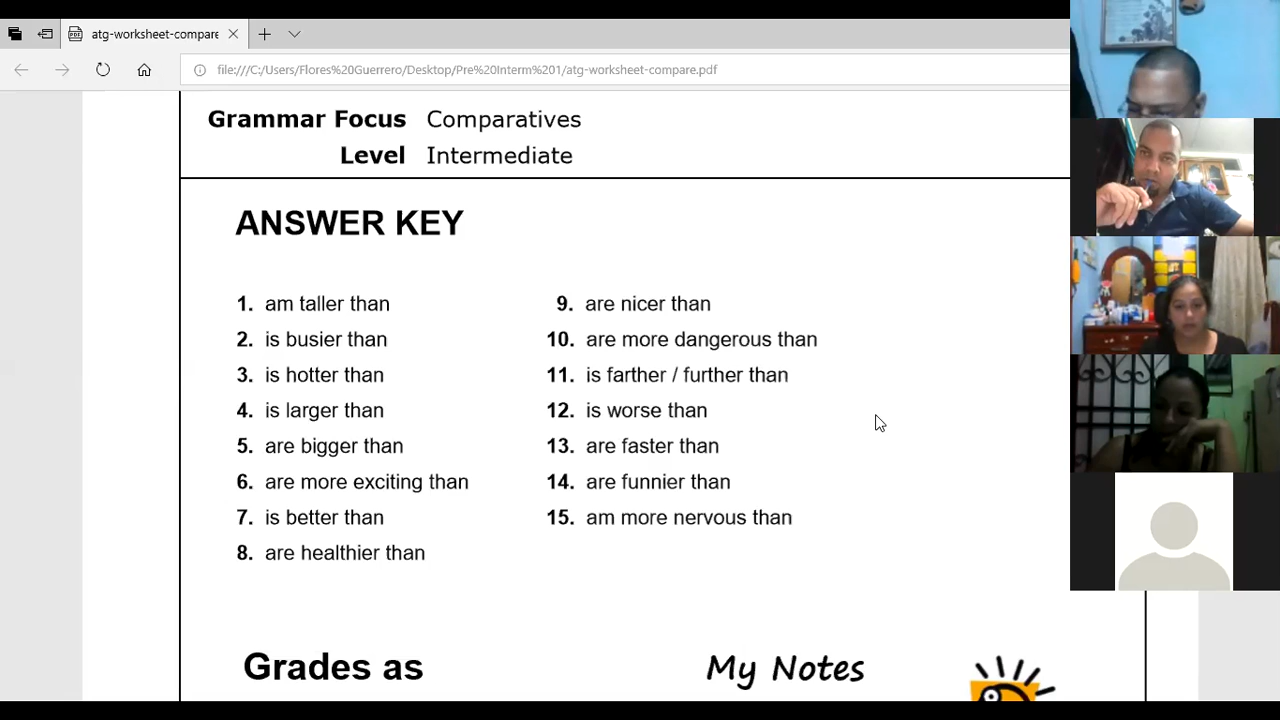 atg-worksheet-compare
file:///C:/Users/Flores%20Guerrero/Desktop/Pre%20Interm%201/atg-worksheet-compare.pdf
Grammar Focus Comparatives
Level Intermediate
ANSWER KEY
1. am taller than
2. is busier than
3. is hotter than
4. is larger than
5. are bigger than
6. are more exciting than
7. is better than
8. are healthier than
9. are nicer than
10. are more dangerous than
11. is farther / further than
12. is worse than
13. are faster than
14. are funnier than
15. am more nervous than
Grades as
My Notes